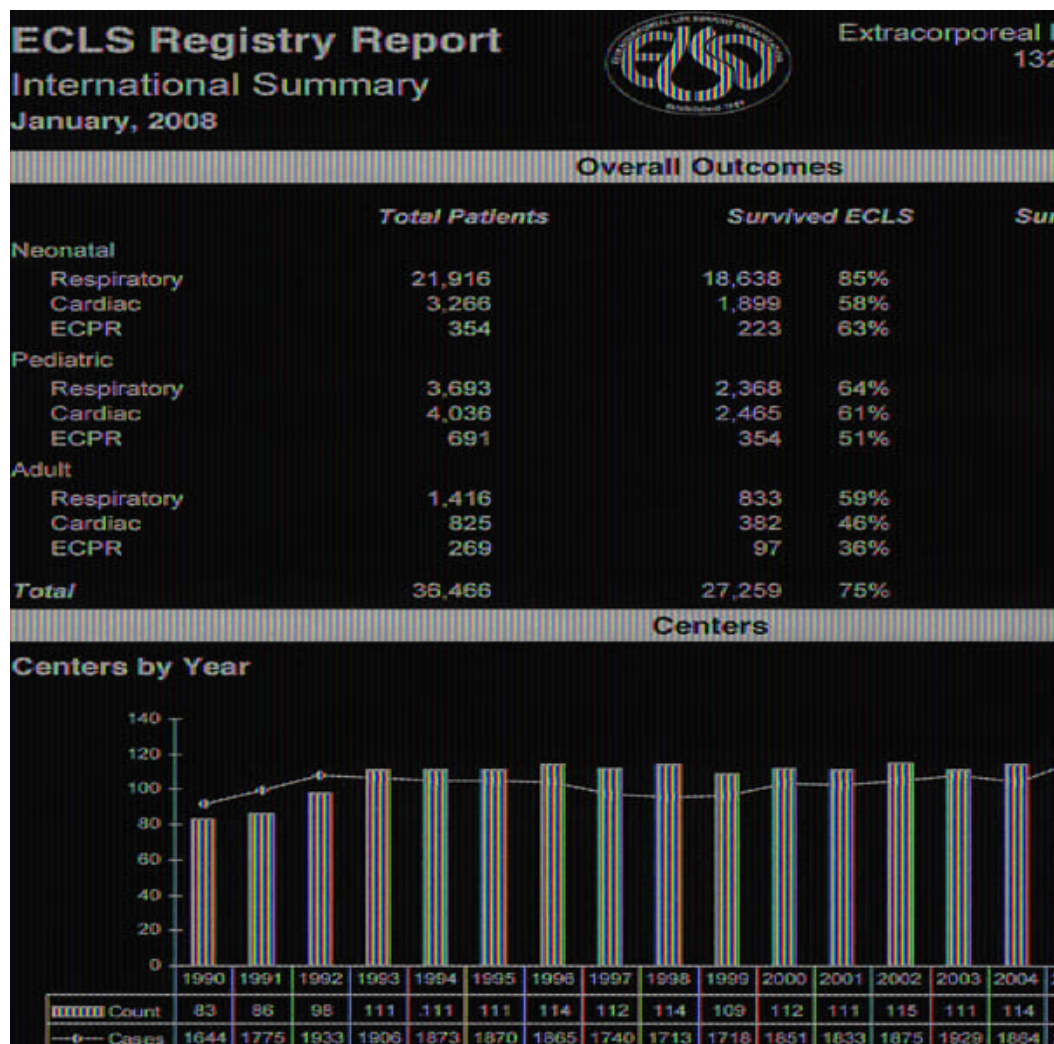 ECLS Registry Report
International Summary
January, 2008
ELSO
Extracorporeal
132
Overall Outcomes
Total Patients Survived ECLS Sur
Neonatal
Respiratory 21,916 18,638 85%
Cardiac 3,266 1,899 58%
ECPR 354 223 63%
Pediatric
Respiratory 3,693 2,368 64%
Cardiac 4,036 2,465 61%
ECPR 691 354 51%
Adult
Respiratory 1,416 833 59%
Cardiac 825 382 46%
ECPR 269 97 36%
Total 36,466 27,259 75%
Centers
Centers by Year
140
120
100
80
60
40
20
0
1990 1991 1992 1993 1994 1995 1996 1997 1998 1999 2000 2001 2002 2003 2004
Count 83 86 98 111 111 111 114 112 114 109 112 111 115 111 114
Cases 1644 1775 1933 1906 1873 1870 1865 1740 1713 1718 1851 1833 1875 1929 1864